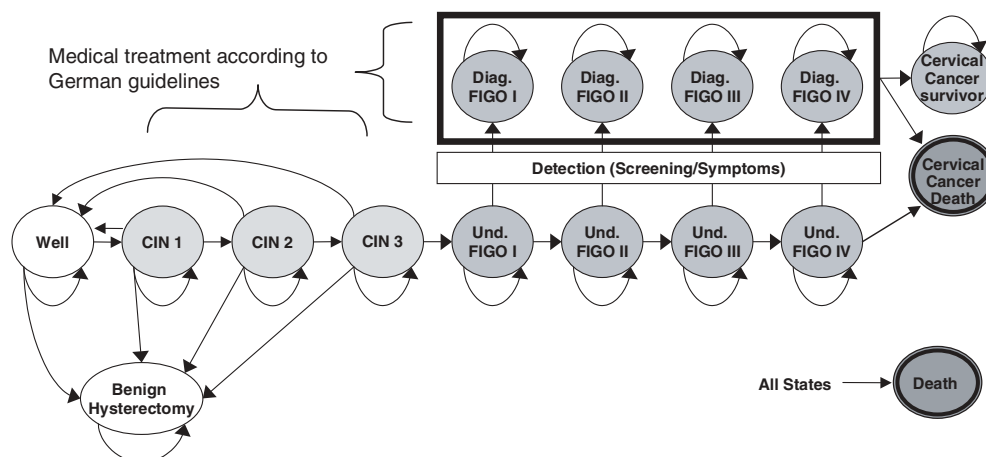 Medical treatment according to
German guidelines
Diag.
FIGO I
Diag.
FIGO II
Diag.
FIGO III
Diag.
FIGO IV
Cervical
Cancer
survivor
Detection (Screening/Symptoms)
Cervical
Cancer
Death
Well
CIN 1
CIN 2
CIN 3
Und.
FIGO I
Und.
FIGO II
Und.
FIGO III
Und.
FIGO IV
Benign
Hysterectomy
All States
Death